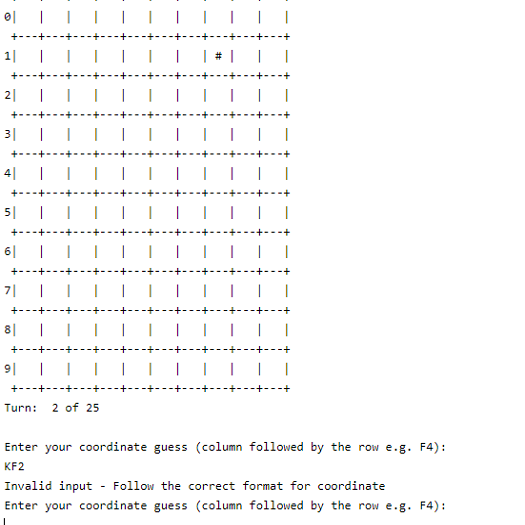 0|   |   |   |   |   |   |   |   |   |   |
 +---+---+---+---+---+---+---+---+---+---+
1|   |   |   |   |   |   |   | # |   |   |
 +---+---+---+---+---+---+---+---+---+---+
2|   |   |   |   |   |   |   |   |   |   |
 +---+---+---+---+---+---+---+---+---+---+
3|   |   |   |   |   |   |   |   |   |   |
 +---+---+---+---+---+---+---+---+---+---+
4|   |   |   |   |   |   |   |   |   |   |
 +---+---+---+---+---+---+---+---+---+---+
5|   |   |   |   |   |   |   |   |   |   |
 +---+---+---+---+---+---+---+---+---+---+
6|   |   |   |   |   |   |   |   |   |   |
 +---+---+---+---+---+---+---+---+---+---+
7|   |   |   |   |   |   |   |   |   |   |
 +---+---+---+---+---+---+---+---+---+---+
8|   |   |   |   |   |   |   |   |   |   |
 +---+---+---+---+---+---+---+---+---+---+
9|   |   |   |   |   |   |   |   |   |   |
 +---+---+---+---+---+---+---+---+---+---+
Turn:  2 of 25
Enter your coordinate guess (column followed by the row e.g. F4):
KF2
Invalid input - Follow the correct format for coordinate
Enter your coordinate guess (column followed by the row e.g. F4):